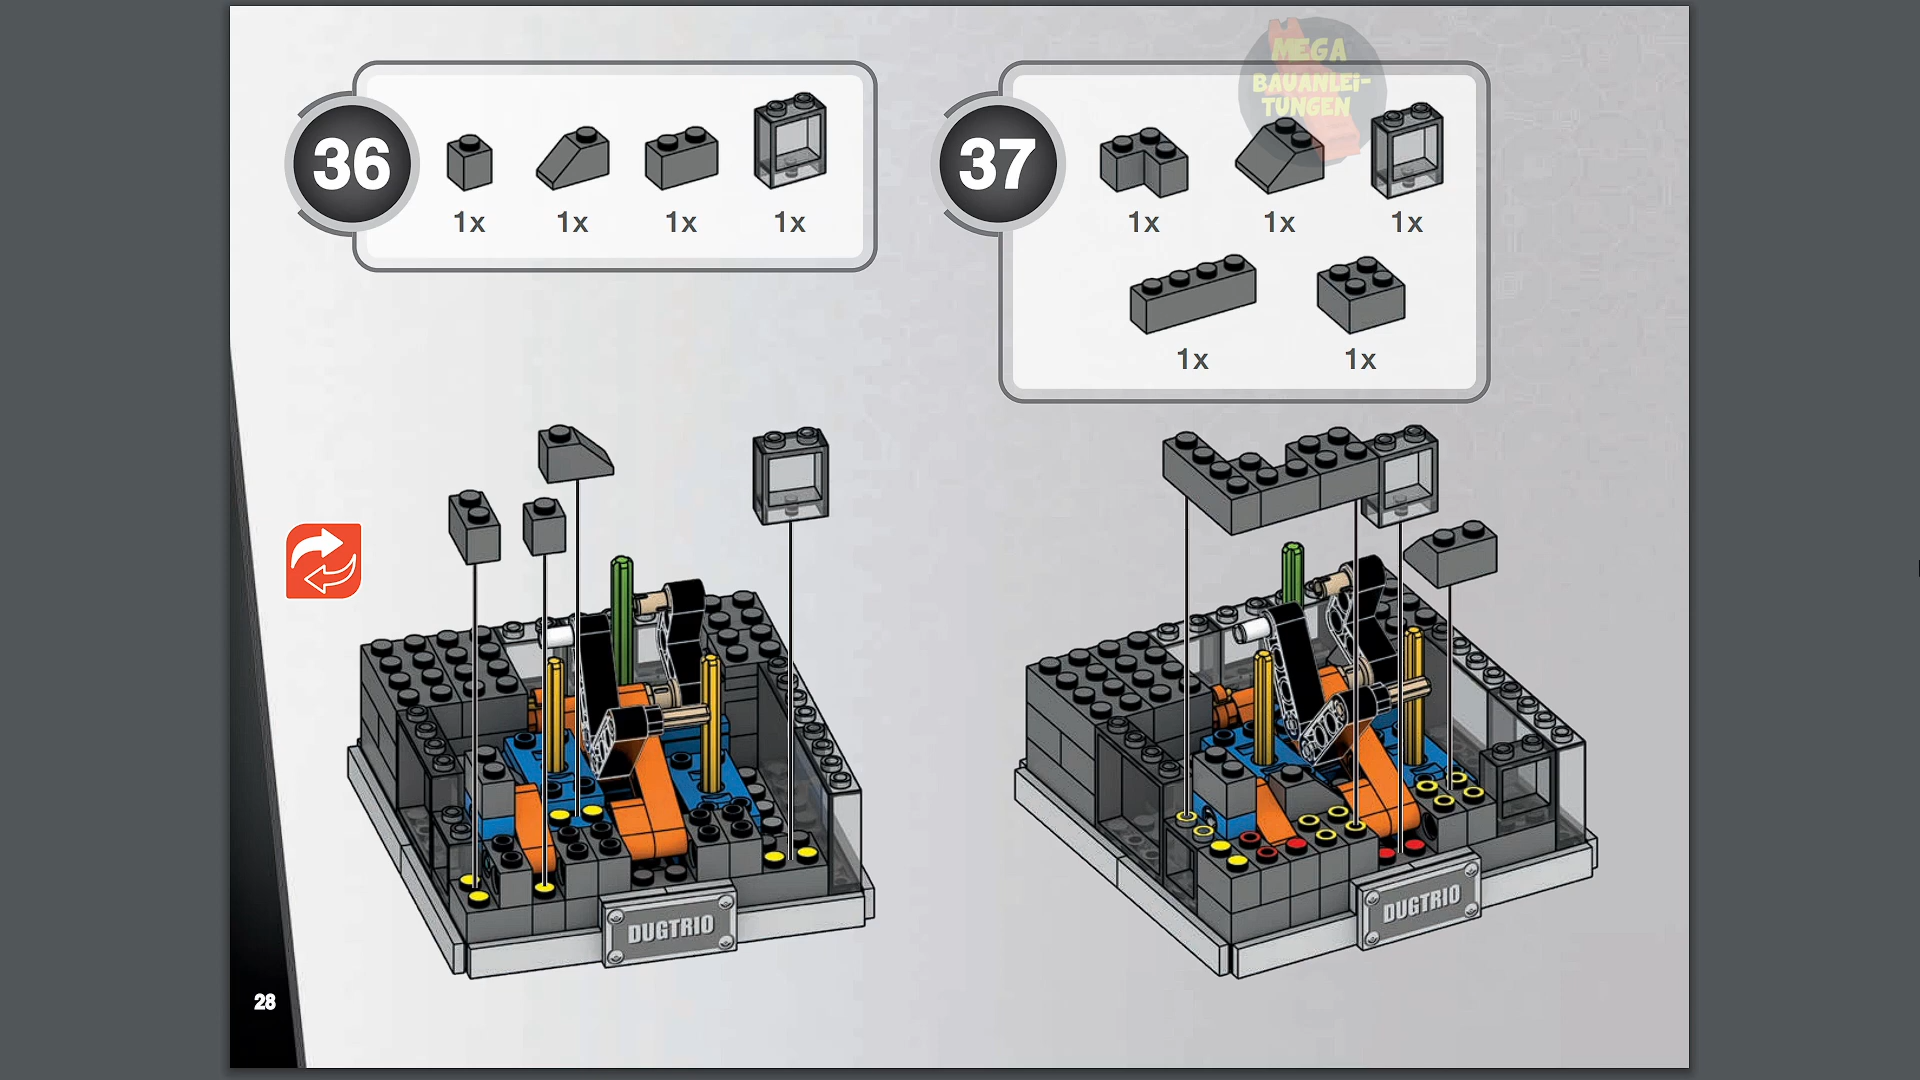 MEGA
BAUANLEI-
TUNGEN
36
1x
1x
1x
1x
37
1x
1x
1x
1x
1x
DUGTRIO
DUGTRIO
28